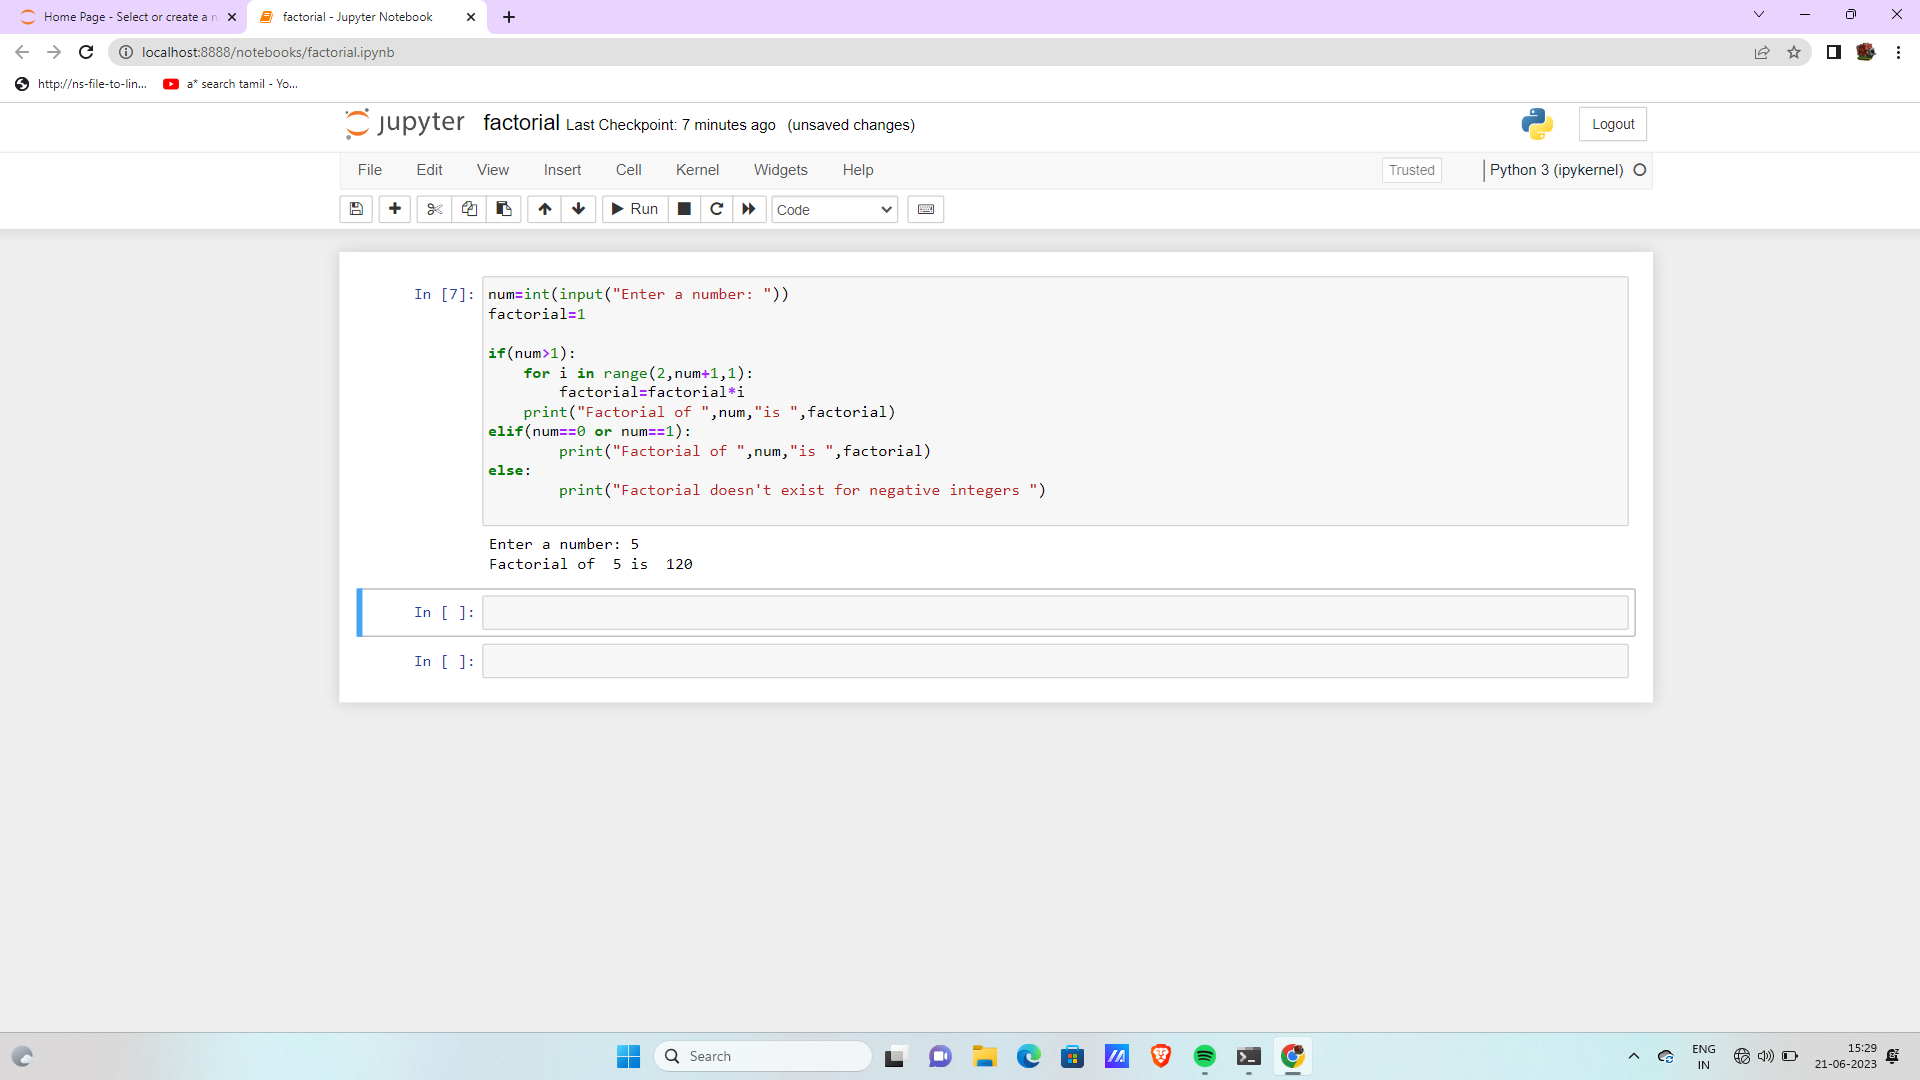 Home Page - Select or create a n
factorial - Jupyter Notebook
localhost:8888/notebooks/factorial.ipynb
http://ns-file-to-lin...
a* search tamil - Yo...
jupyter factorial Last Checkpoint: 7 minutes ago (unsaved changes)
Logout
File Edit View Insert Cell Kernel Widgets Help
Trusted
Python 3 (ipykernel)
Run
Code
In [7]:
num=int(input("Enter a number: "))
factorial=1
if(num>1):
    for i in range(2,num+1,1):
        factorial=factorial*i
    print("Factorial of ",num,"is ",factorial)
elif(num==0 or num==1):
        print("Factorial of ",num,"is ",factorial)
else:
        print("Factorial doesn't exist for negative integers ")
Enter a number: 5
Factorial of  5 is  120
In [ ]:
In [ ]:
Search
ENG
IN
15:29
21-06-2023